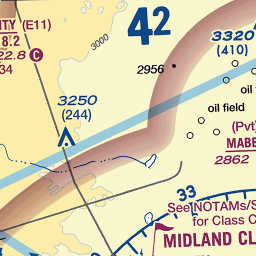 ITY (E11)
8.2
22.8 C
34
3000
4²
2956
3320
(410)
oil
oil field
3250
(244)
(Pvt)
MABE
2862
33
See NOTAMs/S
for Class C
MIDLAND CL